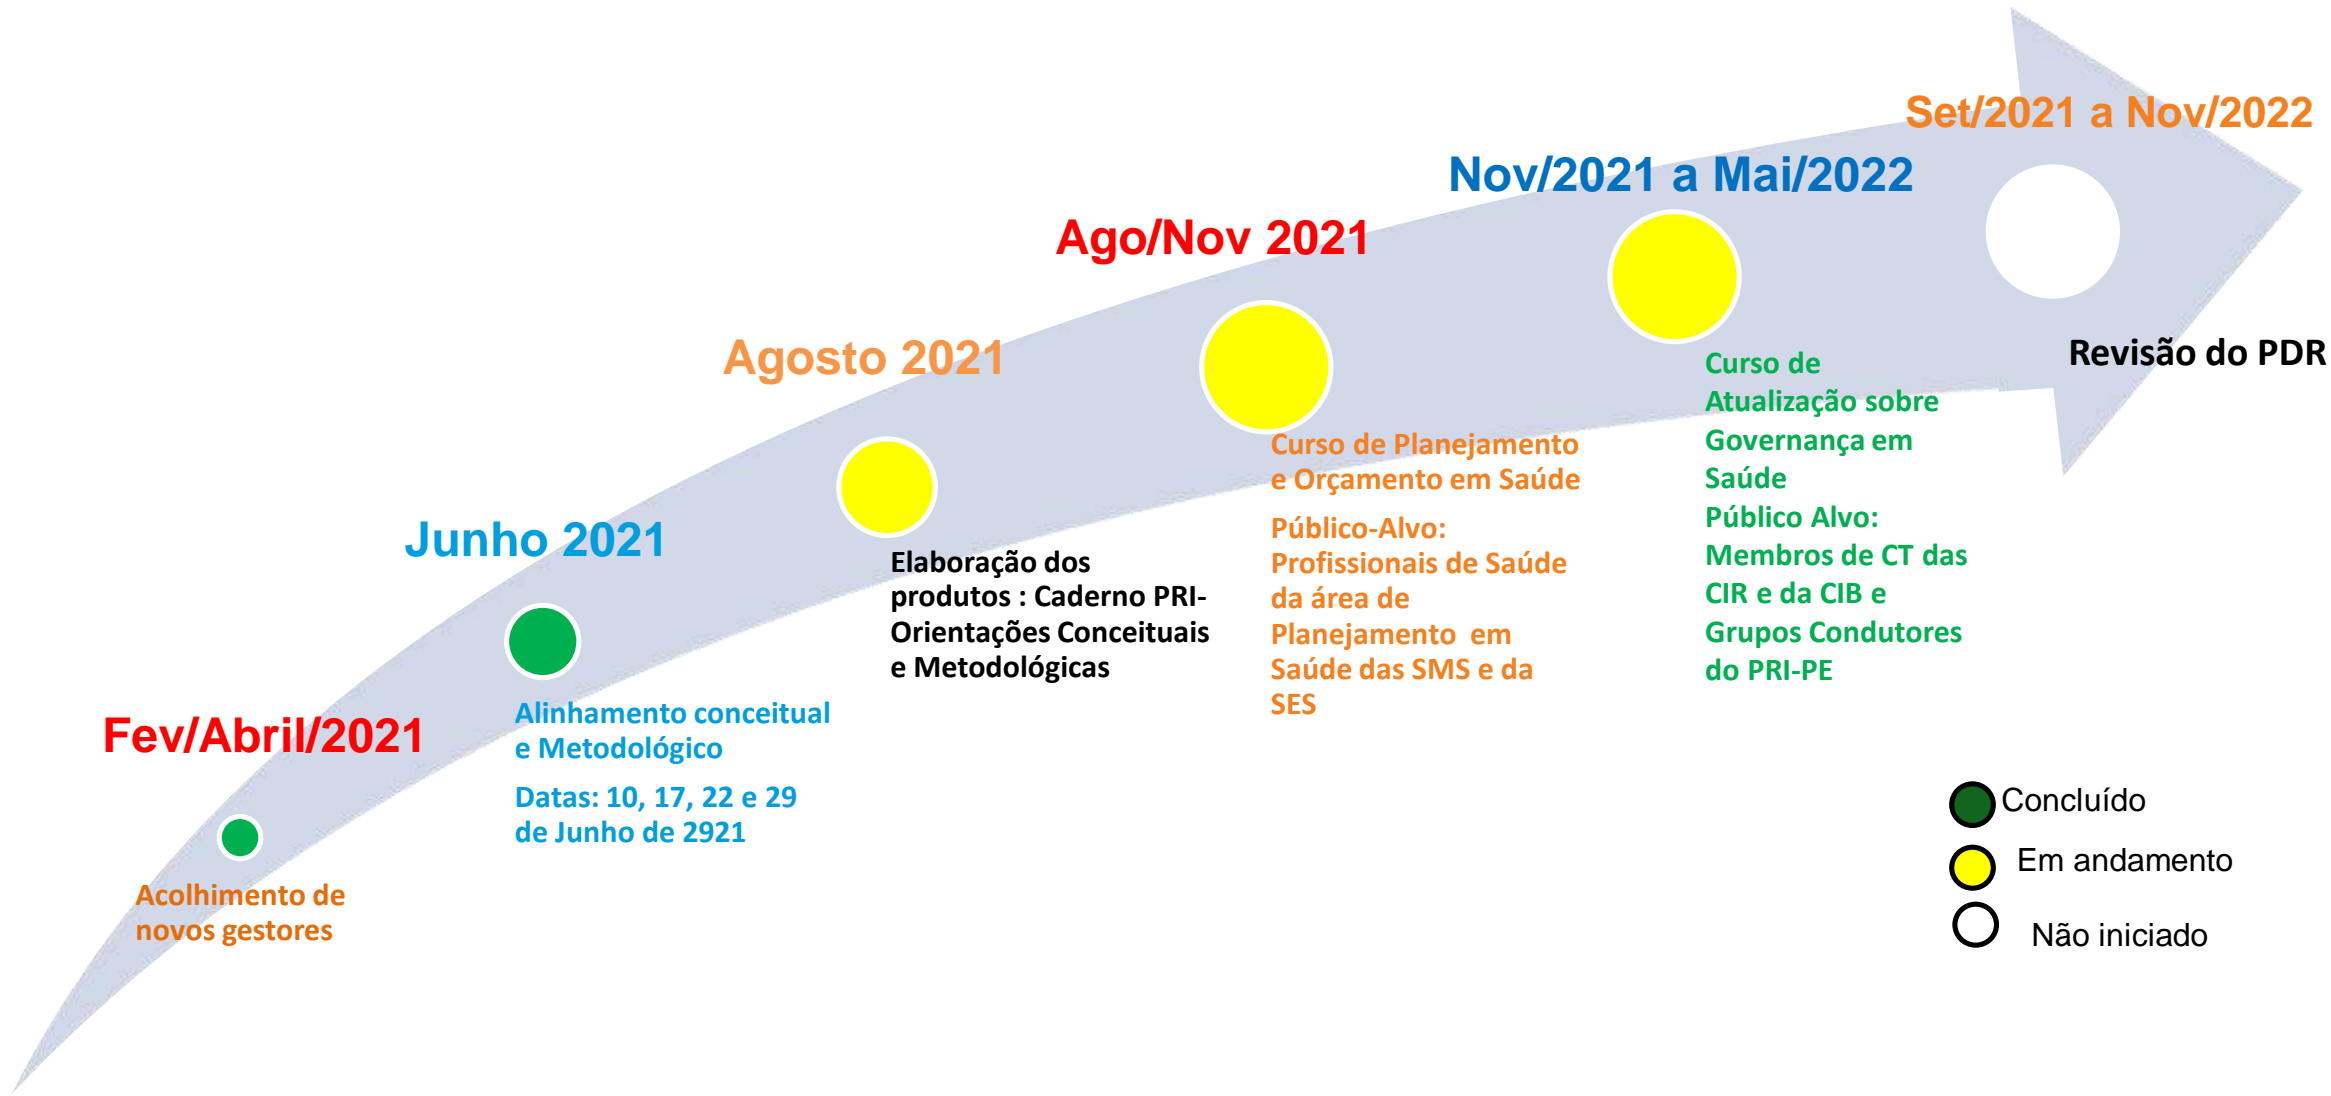 Fev/Abril/2021
Acolhimento de
novos gestores
Junho 2021
Alinhamento conceitual
e Metodológico
Datas: 10, 17, 22 e 29
de Junho de 2921
Agosto 2021
Elaboração dos
produtos : Caderno PRI-
Orientações Conceituais
e Metodológicas
Ago/Nov 2021
Curso de Planejamento
e Orçamento em Saúde
Público-Alvo:
Profissionais de Saúde
da área de
Planejamento em
Saúde das SMS e da
SES
Nov/2021 a Mai/2022
Curso de
Atualização sobre
Governança em
Saúde
Público Alvo:
Membros de CT das
CIR e da CIB e
Grupos Condutores
do PRI-PE
Set/2021 a Nov/2022
Revisão do PDR
Concluído
Em andamento
Não iniciado